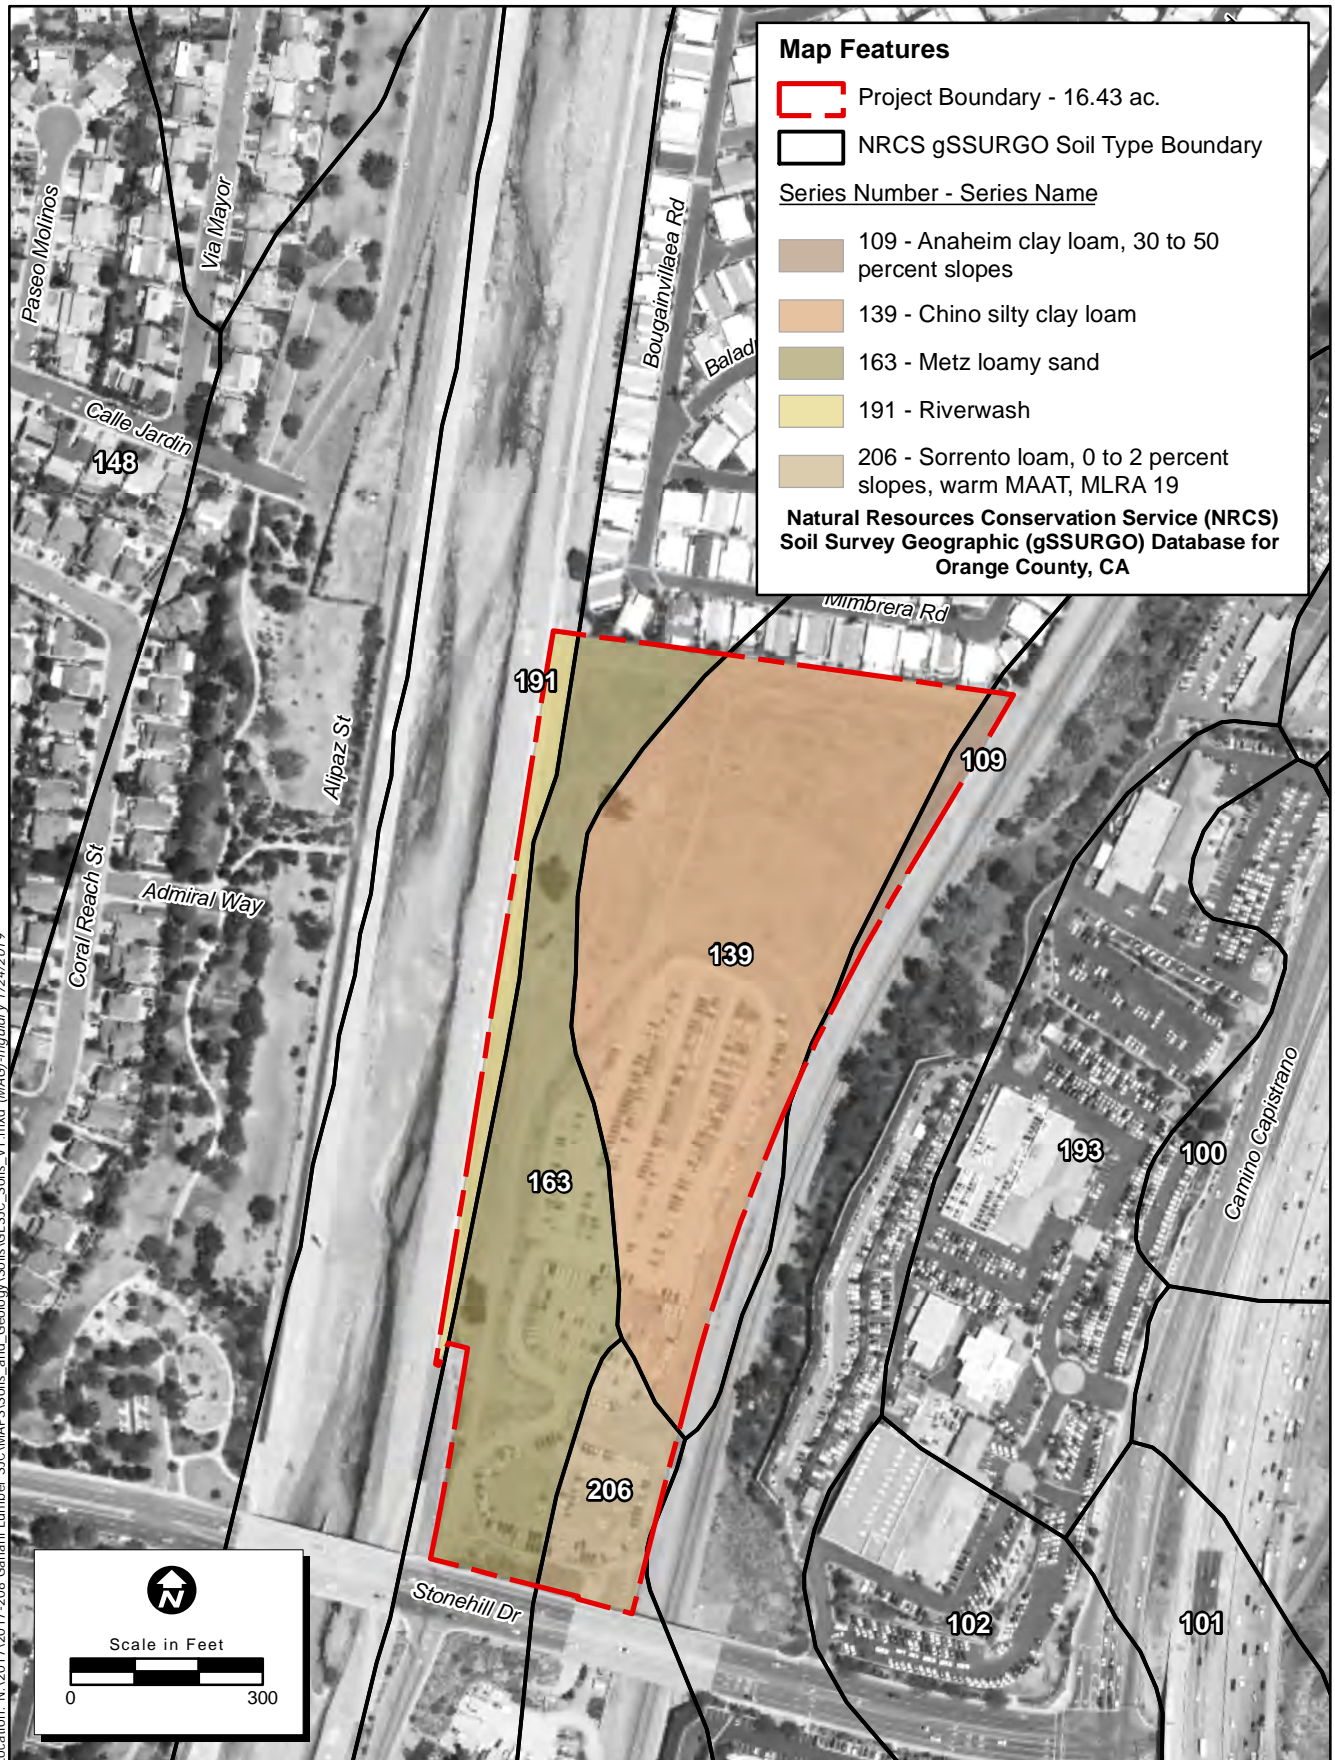 Map Features
Project Boundary - 16.43 ac.
NRCS gSSURGO Soil Type Boundary
Series Number - Series Name
109 - Anaheim clay loam, 30 to 50
percent slopes
139 - Chino silty clay loam
163 - Metz loamy sand
191 - Riverwash
206 - Sorrento loam, 0 to 2 percent
slopes, warm MAAT, MLRA 19
Natural Resources Conservation Service (NRCS)
Soil Survey Geographic (gSSURGO) Database for
Orange County, CA
Paseo Molinos
Via Mayor
Bougainvillaea Rd
Calle Jardin
148
Mimbrera Rd
191
Alipaz St
109
Coral Reach St
Admiral Way
139
163
193
100
Camino Capistrano
206
Stonehill Dr
102
101
N
Scale in Feet
0 300